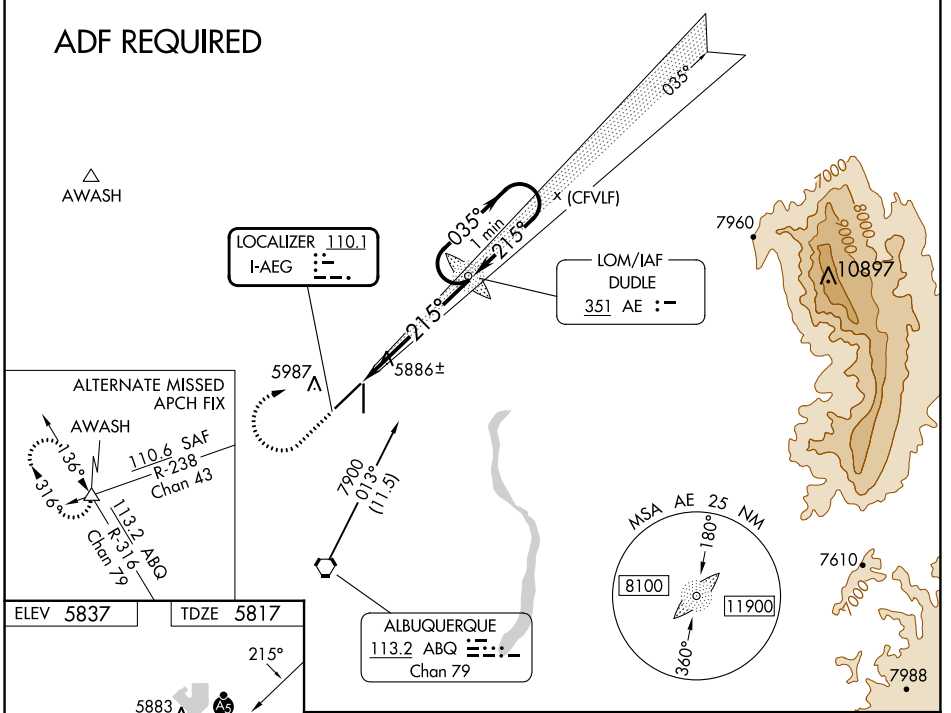 ADF REQUIRED
AWASH
035°
(CFVLF)
035°
1 min
215°
LOCALIZER 110.1
I-AEG
LOM/IAF
DUDLE
351 AE
215°
5886±
5987
7960
7000
8000
9000
10897
ALTERNATE MISSED
APCH FIX
AWASH
136°
316°
110.6 SAF
R-238
Chan 43
113.2 ABQ
R-316
Chan 79
7900
013°
(11.5)
MSA AE 25 NM
180°
8100
11900
360°
7610
7000
7988
ALBUQUERQUE
113.2 ABQ
Chan 79
ELEV 5837
TDZE 5817
215°
5883
A5